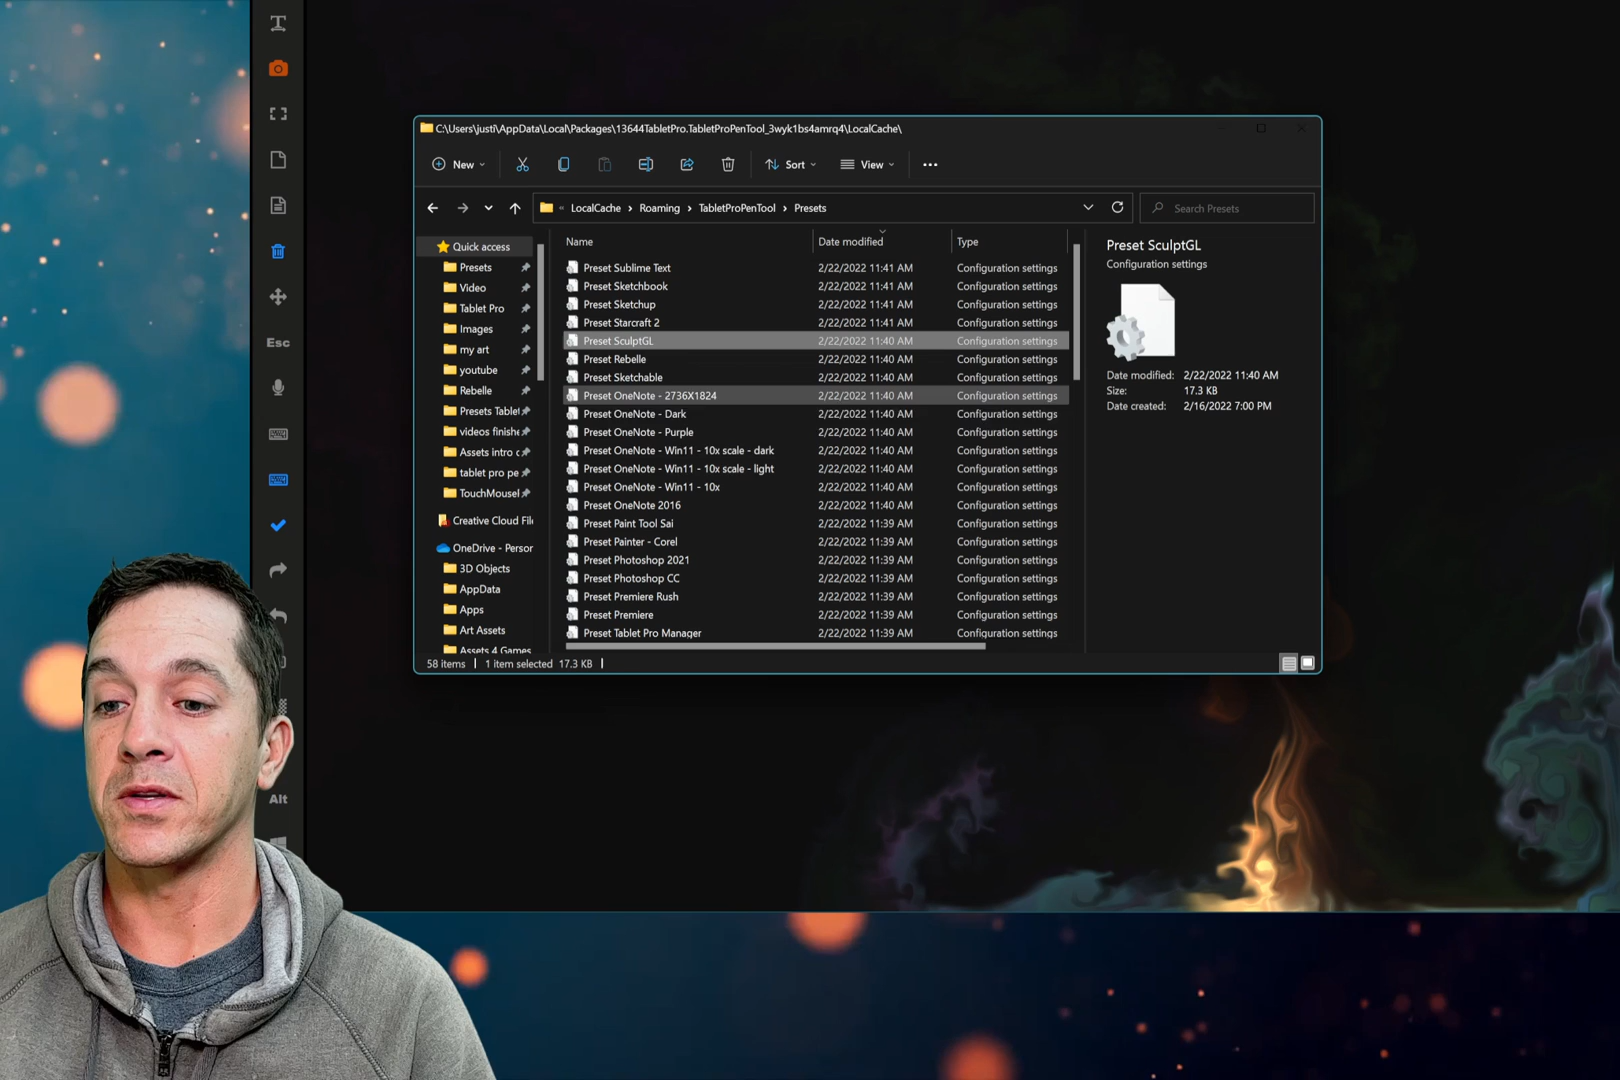 T
C:\Users\justi\AppData\Local\Packages\13644TabletPro.TabletProPenTool_3wyk1bs4amrq4\LocalCache\
New Sort View
« LocalCache > Roaming > TabletProPenTool > Presets Search Presets
Name Date modified Type
Quick access
Presets
Video
Tablet Pro
Images
my art
youtube
Rebelle
Presets Tablet
videos finishe
Assets intro c
tablet pro pe
TouchMousel
Creative Cloud File
OneDrive - Person
3D Objects
AppData
Apps
Art Assets
Assets 4 Games
Preset Sublime Text 2/22/2022 11:41 AM Configuration settings
Preset Sketchbook 2/22/2022 11:41 AM Configuration settings
Preset Sketchup 2/22/2022 11:41 AM Configuration settings
Preset Starcraft 2 2/22/2022 11:41 AM Configuration settings
Preset SculptGL 2/22/2022 11:40 AM Configuration settings
Preset Rebelle 2/22/2022 11:40 AM Configuration settings
Preset Sketchable 2/22/2022 11:40 AM Configuration settings
Preset OneNote - 2736X1824 2/22/2022 11:40 AM Configuration settings
Preset OneNote - Dark 2/22/2022 11:40 AM Configuration settings
Preset OneNote - Purple 2/22/2022 11:40 AM Configuration settings
Preset OneNote - Win11 - 10x scale - dark 2/22/2022 11:40 AM Configuration settings
Preset OneNote - Win11 - 10x scale - light 2/22/2022 11:40 AM Configuration settings
Preset OneNote - Win11 - 10x 2/22/2022 11:40 AM Configuration settings
Preset OneNote 2016 2/22/2022 11:40 AM Configuration settings
Preset Paint Tool Sai 2/22/2022 11:39 AM Configuration settings
Preset Painter - Corel 2/22/2022 11:39 AM Configuration settings
Preset Photoshop 2021 2/22/2022 11:39 AM Configuration settings
Preset Photoshop CC 2/22/2022 11:39 AM Configuration settings
Preset Premiere Rush 2/22/2022 11:39 AM Configuration settings
Preset Premiere 2/22/2022 11:39 AM Configuration settings
Preset Tablet Pro Manager 2/22/2022 11:39 AM Configuration settings
Preset SculptGL
Configuration settings
Date modified: 2/22/2022 11:40 AM
Size: 17.3 KB
Date created: 2/16/2022 7:00 PM
58 items | 1 item selected 17.3 KB |
Esc
Alt